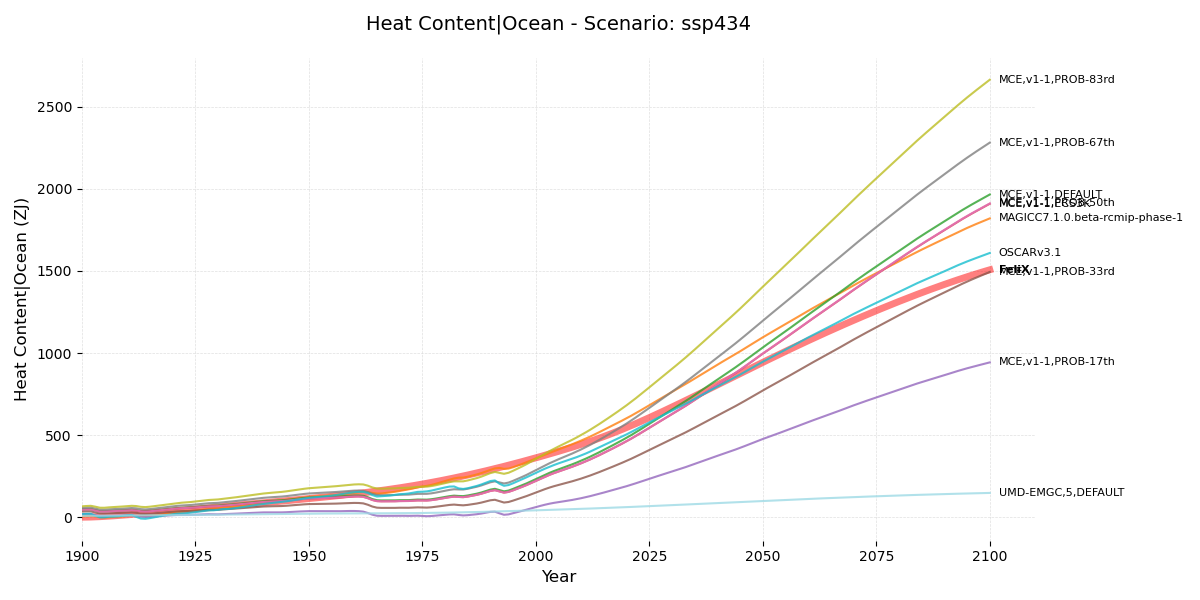 Heat Content|Ocean - Scenario: ssp434
Heat Content|Ocean (ZJ)
2500
2000
1500
1000
500
0
1900
1925
1950
1975
2000
2025
2050
2075
2100
Year
MCE,v1-1,PROB-83rd
MCE,v1-1,PROB-67th
MCE,v1-1,DEFAULT
MCE,v1-1,PROB-50th
MAGICC7.1.0.beta-rcmip-phase-1
OSCARv3.1
FeliX
MCE,v1-1,PROB-33rd
MCE,v1-1,PROB-17th
UMD-EMGC,5,DEFAULT